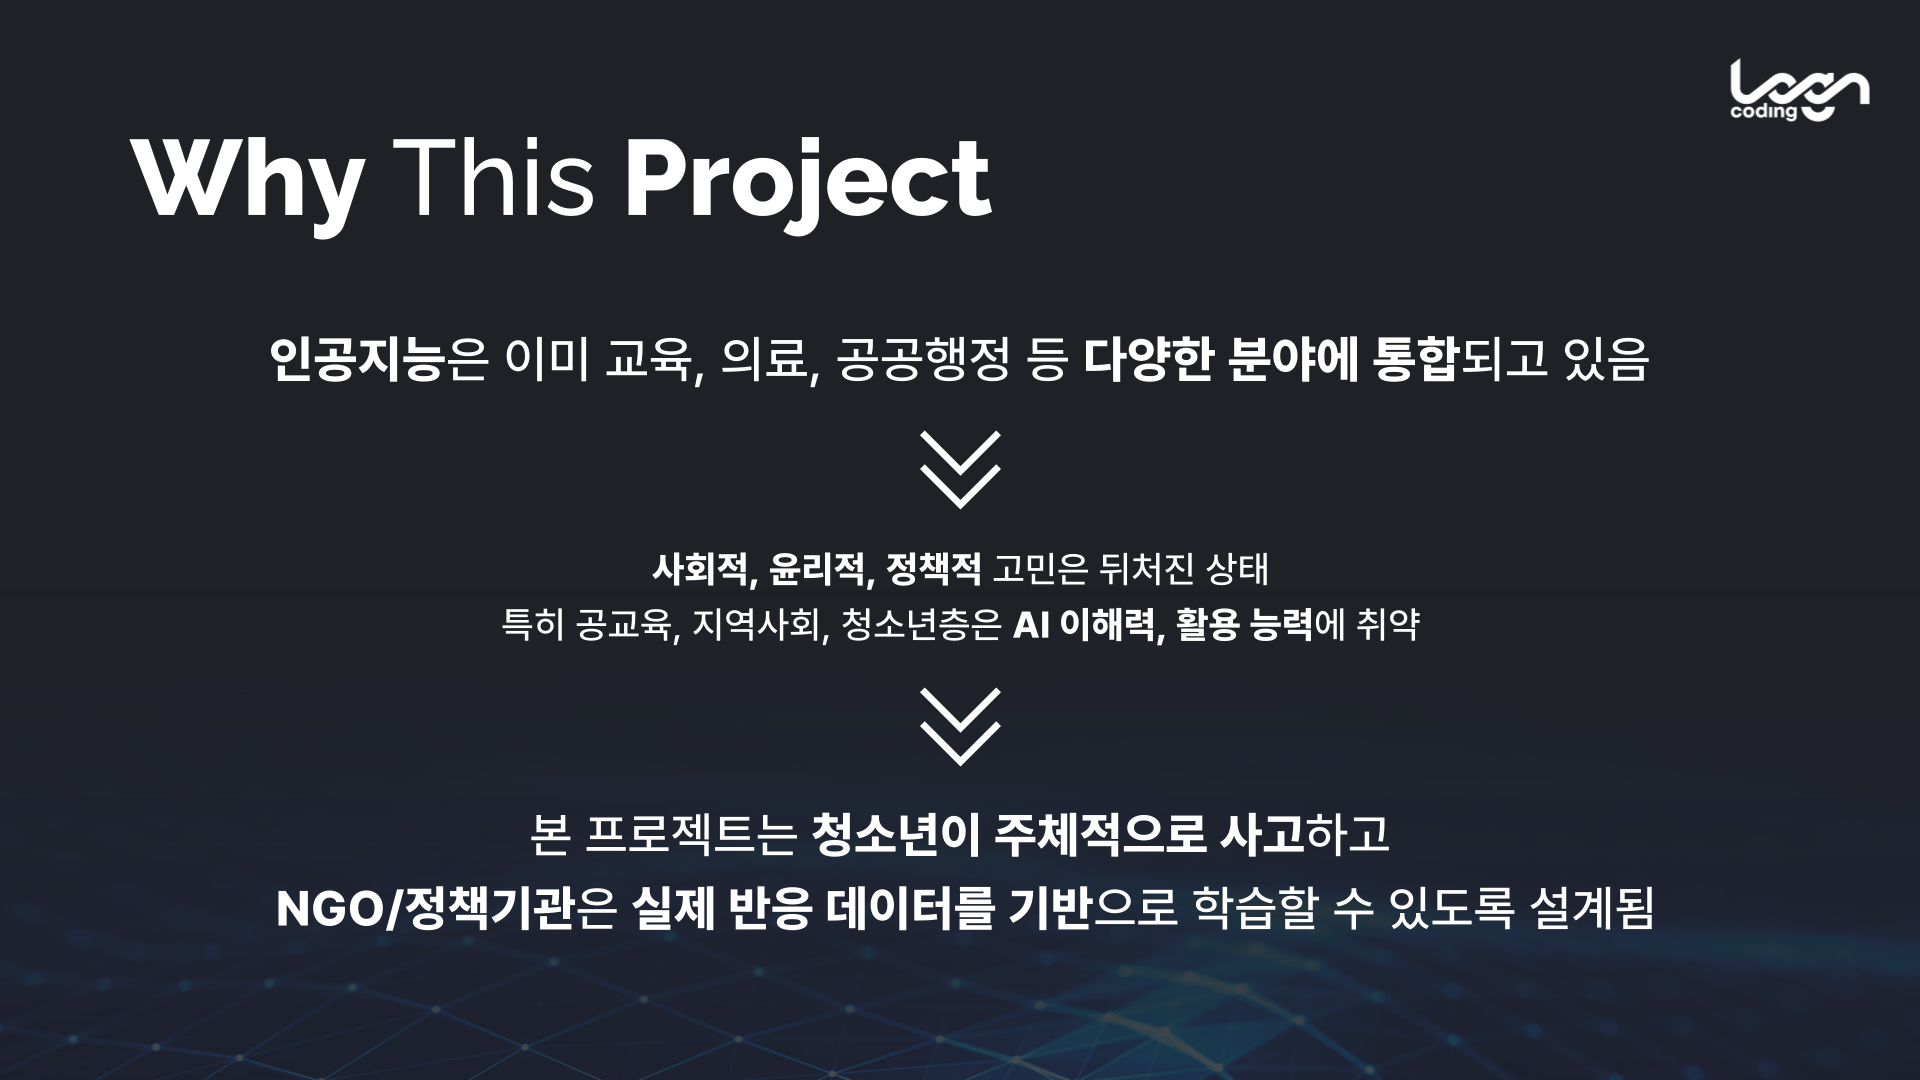 Logn
coding
Why This Project
인공지능은 이미 교육, 의료, 공공행정 등 다양한 분야에 통합되고 있음
사회적, 윤리적, 정책적 고민은 뒤처진 상태
특히 공교육, 지역사회, 청소년층은 AI 이해력, 활용 능력에 취약
본 프로젝트는 청소년이 주체적으로 사고하고
NGO/정책기관은 실제 반응 데이터를 기반으로 학습할 수 있도록 설계됨